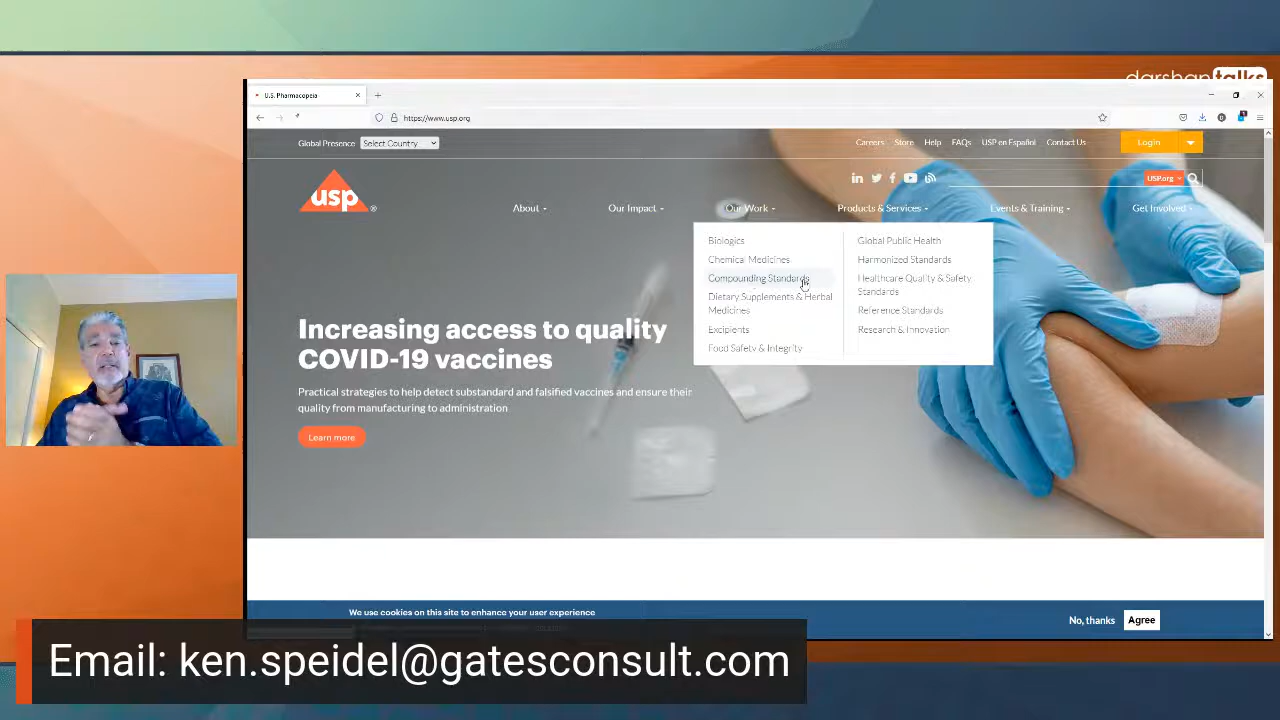 darshantalks
U.S. Pharmacopeia
https://www.usp.org
Global Presence
Select Country
Careers
Store
Help
FAQs
USP en Español
Contact Us
Login
usp®
USP.org
About
Our Impact
Our Work
Products & Services
Events & Training
Get Involved
Biologics
Chemical Medicines
Compounding Standards
Dietary Supplements & Herbal
Medicines
Excipients
Food Safety & Integrity
Global Public Health
Harmonized Standards
Healthcare Quality & Safety
Standards
Reference Standards
Research & Innovation
Increasing access to quality
COVID-19 vaccines
Practical strategies to help detect substandard and falsified vaccines and ensure their
quality from manufacturing to administration
Learn more
We use cookies on this site to enhance your user experience
No, thanks
Agree
Email: ken.speidel@gatesconsult.com